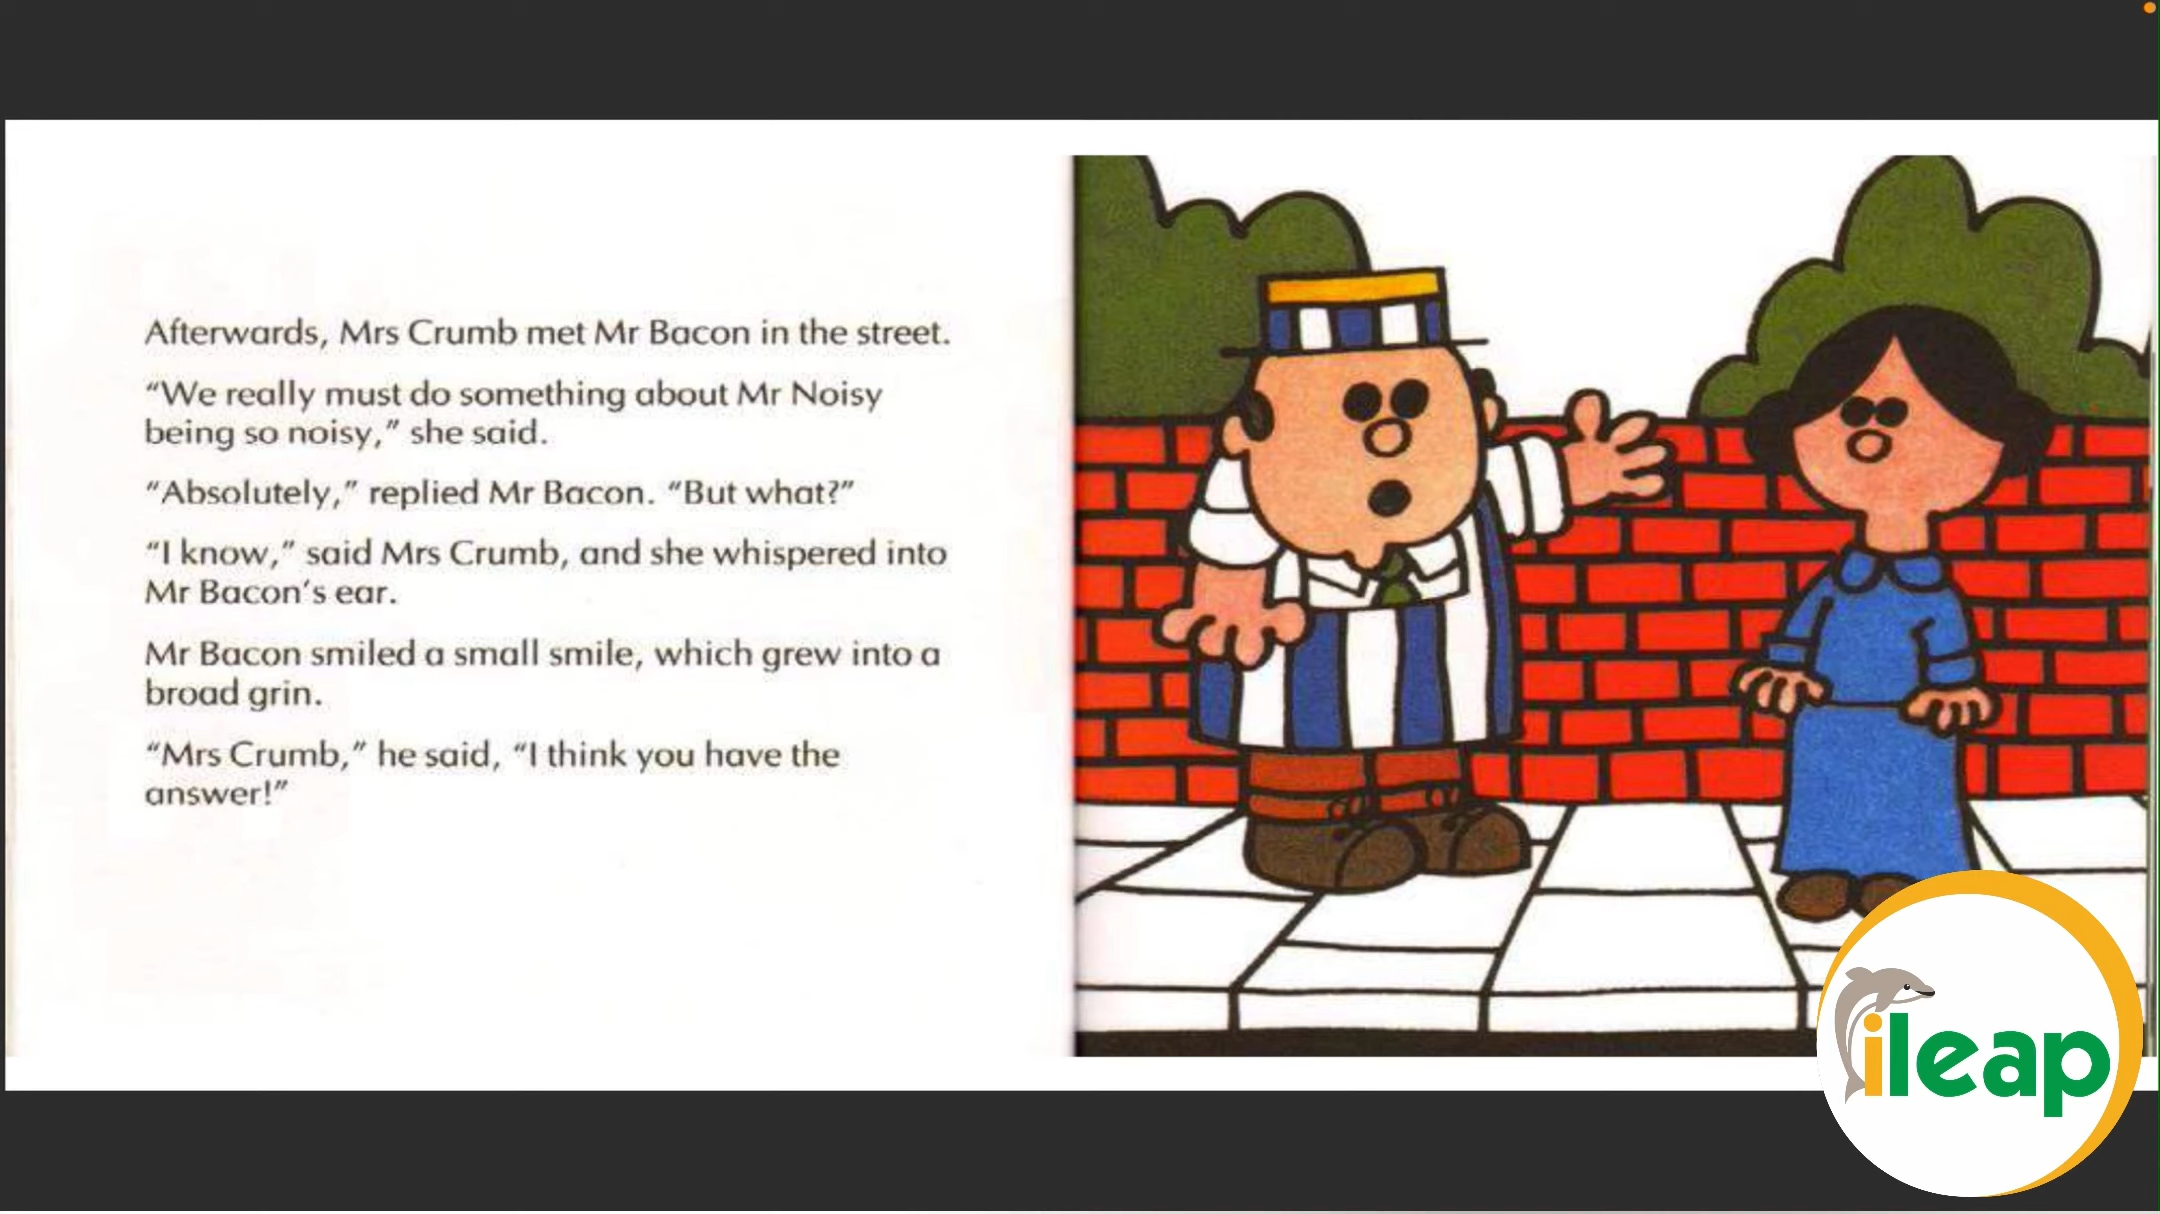 Afterwards, Mrs Crumb met Mr Bacon in the street.
“We really must do something about Mr Noisy
being so noisy,” she said.
“Absolutely,” replied Mr Bacon. “But what?”
“I know,” said Mrs Crumb, and she whispered into
Mr Bacon’s ear.
Mr Bacon smiled a small smile, which grew into a
broad grin.
“Mrs Crumb,” he said, “I think you have the
answer!”
ileap